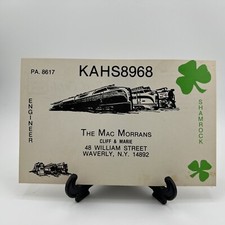 PA. 8617
KAHS8968
ENGINEER
SHAMROCK
THE MAC MORRANS
CLIFF & MARIE
48 WILLIAM STREET
WAVERLY, N.Y. 14892